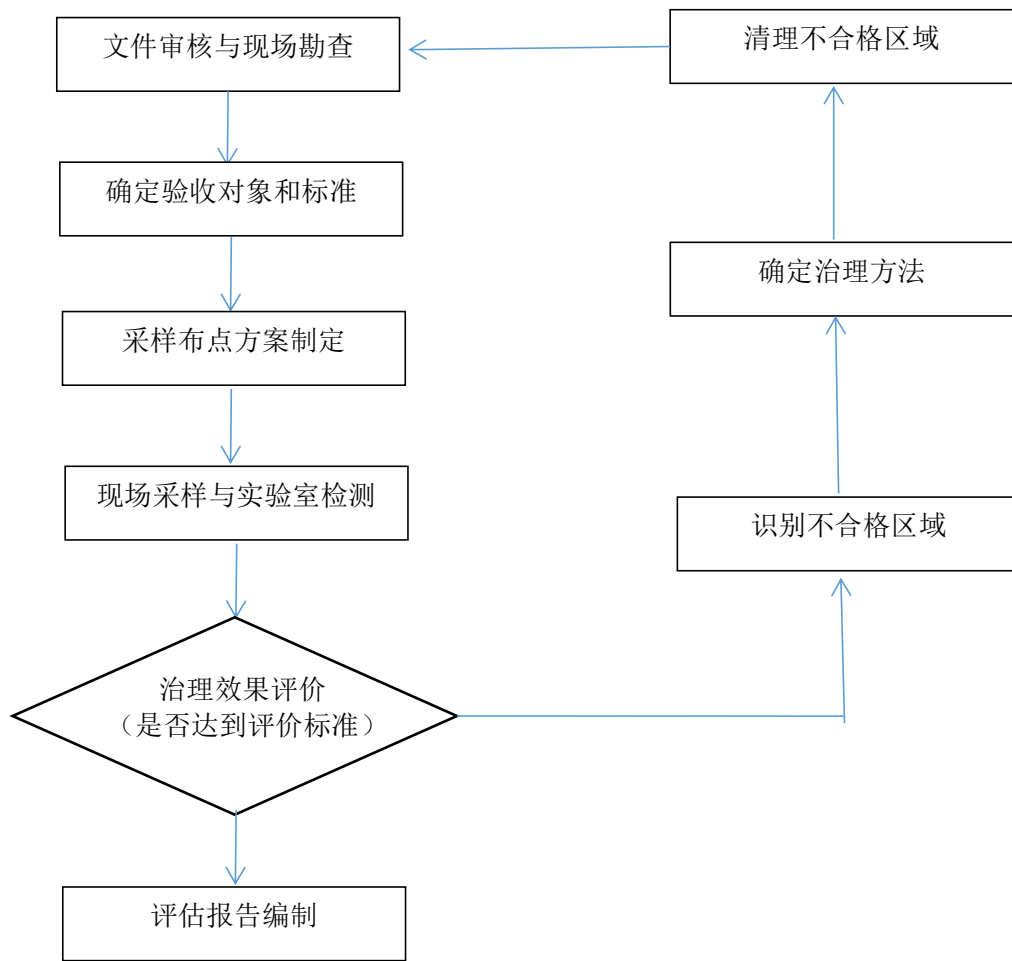 文件审核与现场勘查
确定验收对象和标准
采样布点方案制定
现场采样与实验室检测
治理效果评价
（是否达到评价标准）
评估报告编制
识别不合格区域
确定治理方法
清理不合格区域